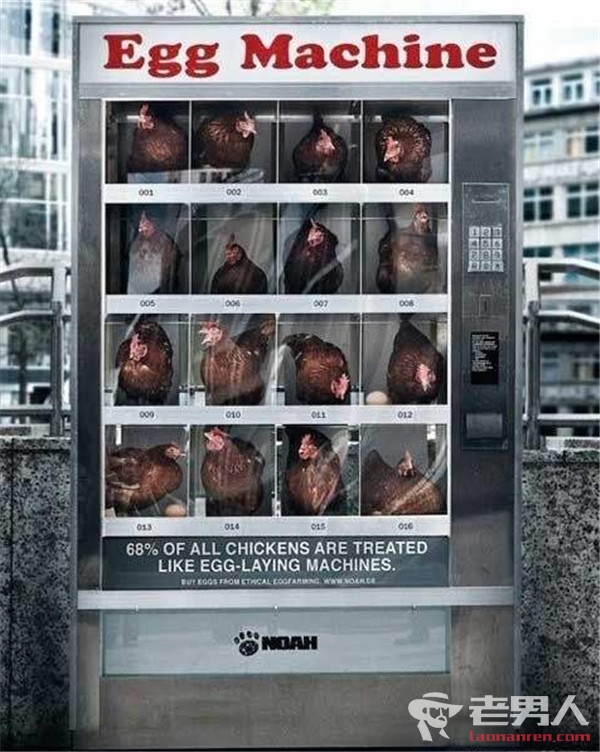 Egg Machine
001 002 003 004
005 006 007 008
009 010 011 012
013 014 015 016
68% OF ALL CHICKENS ARE TREATED
LIKE EGG-LAYING MACHINES.
BUY EGGS FROM ETHICAL EGGFARMING. WWW.NOAH.DE
NOAH
老男人
laonanren.com